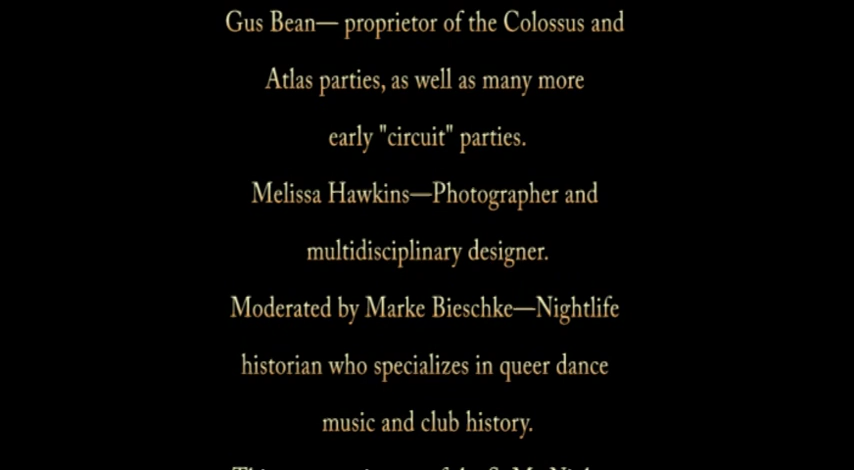 Gus Bean— proprietor of the Colossus and
Atlas parties, as well as many more
early "circuit" parties.
Melissa Hawkins—Photographer and
multidisciplinary designer.
Moderated by Marke Bieschke—Nightlife
historian who specializes in queer dance
music and club history.